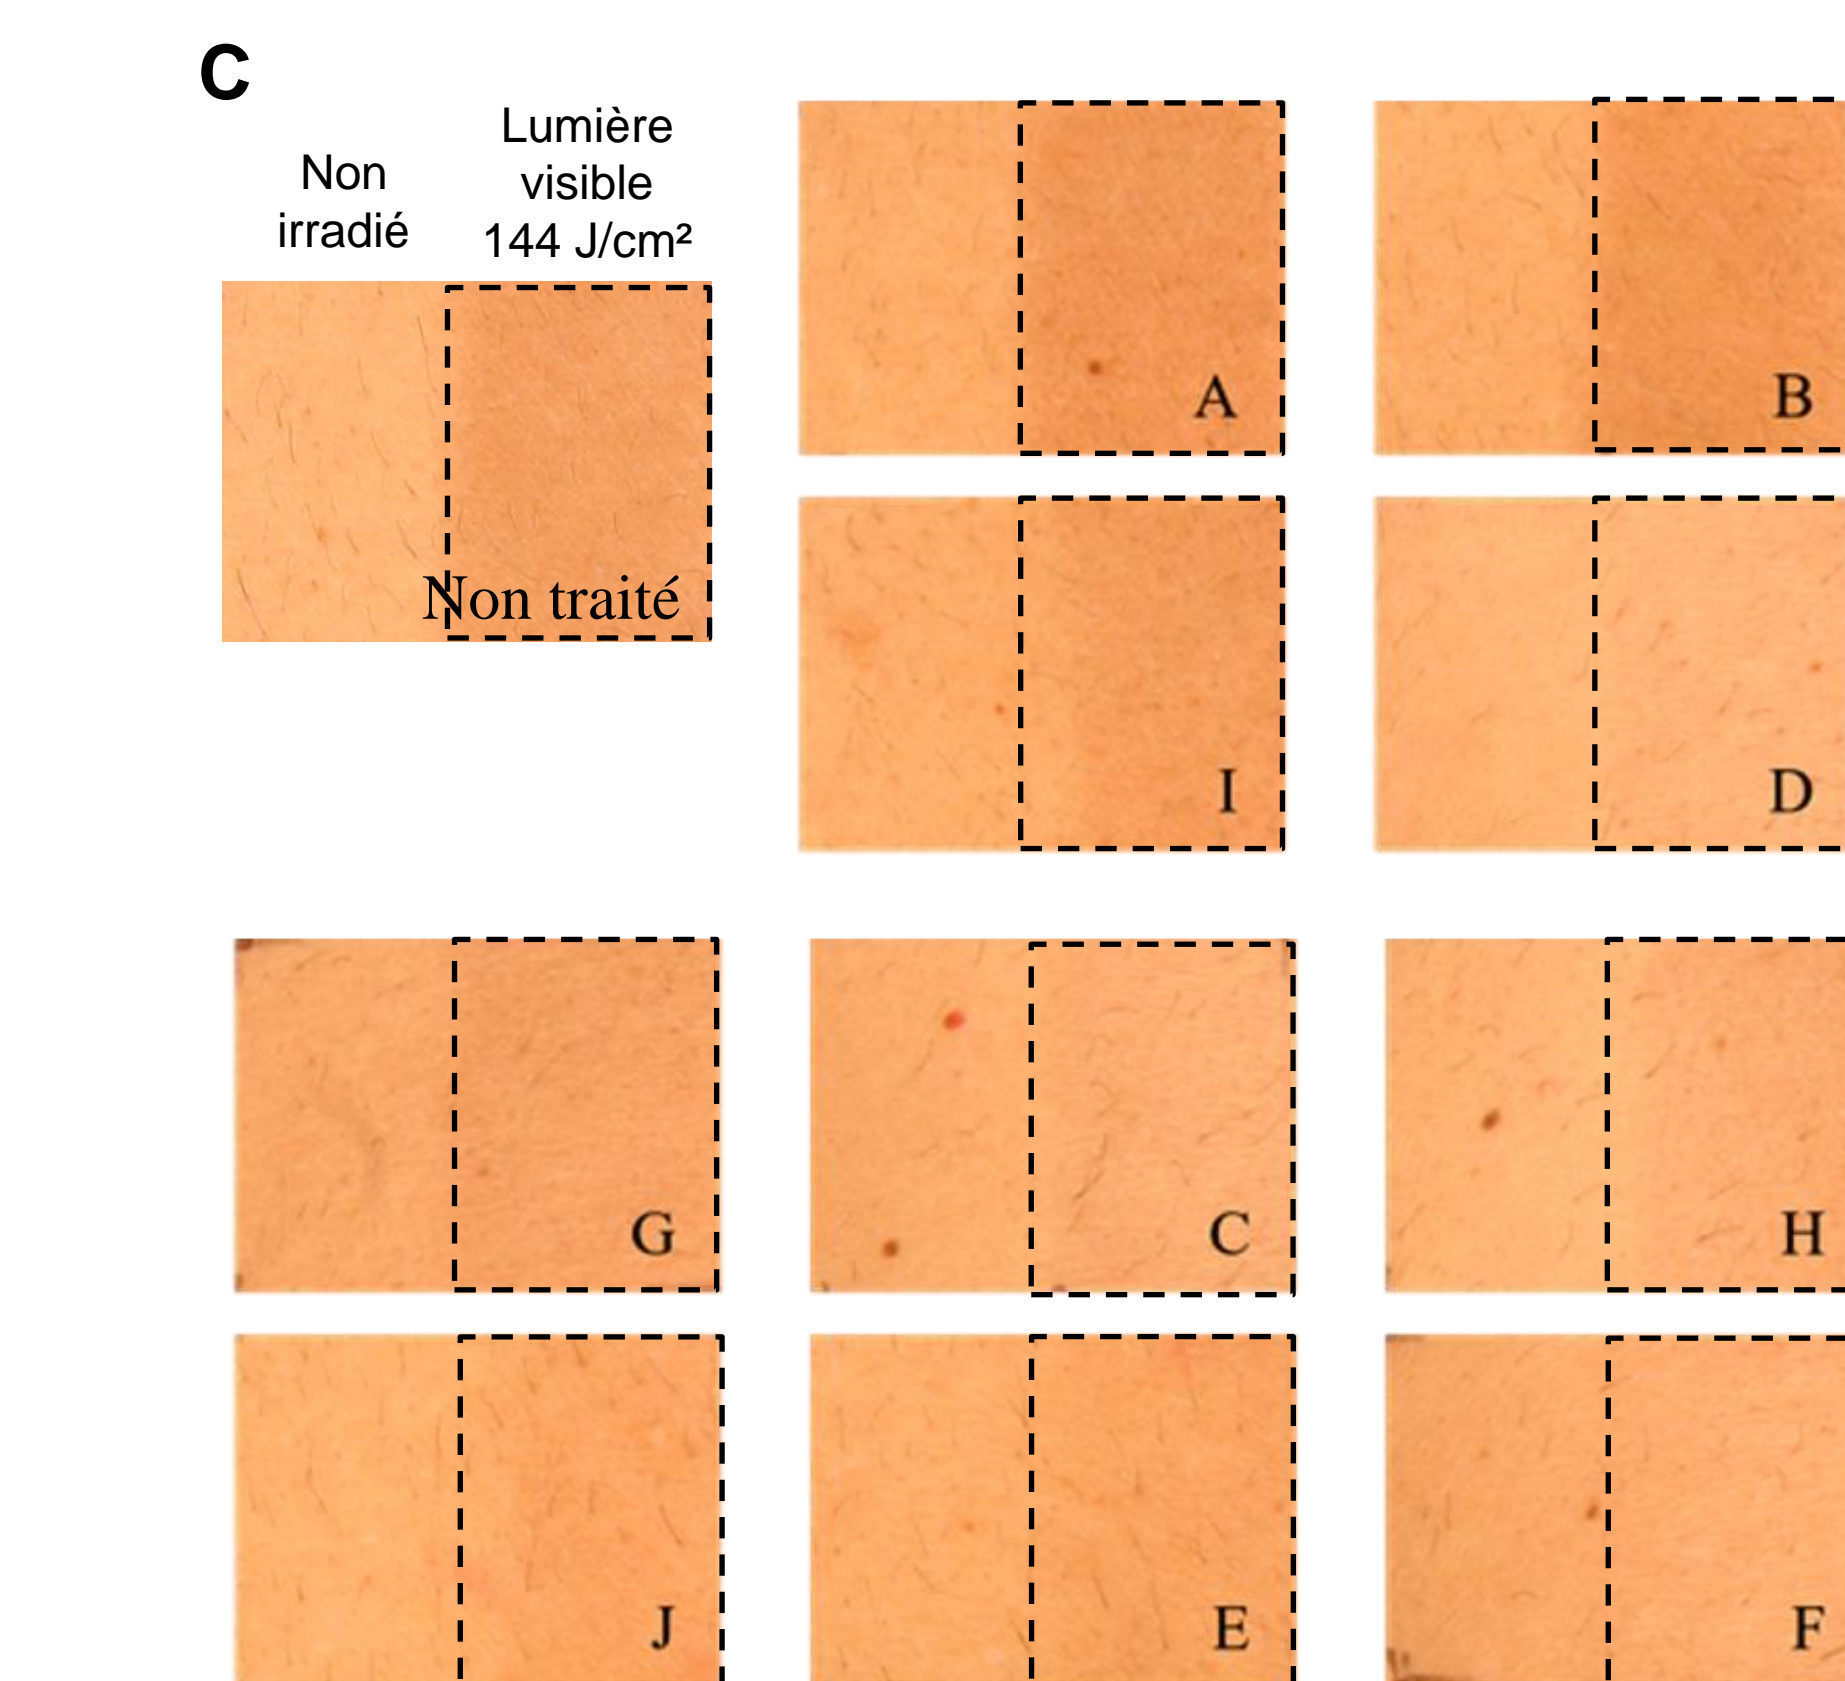 C
Non
irradié
Lumière
visible
144 J/cm²
Non traité
A
B
I
D
G
C
H
J
E
F